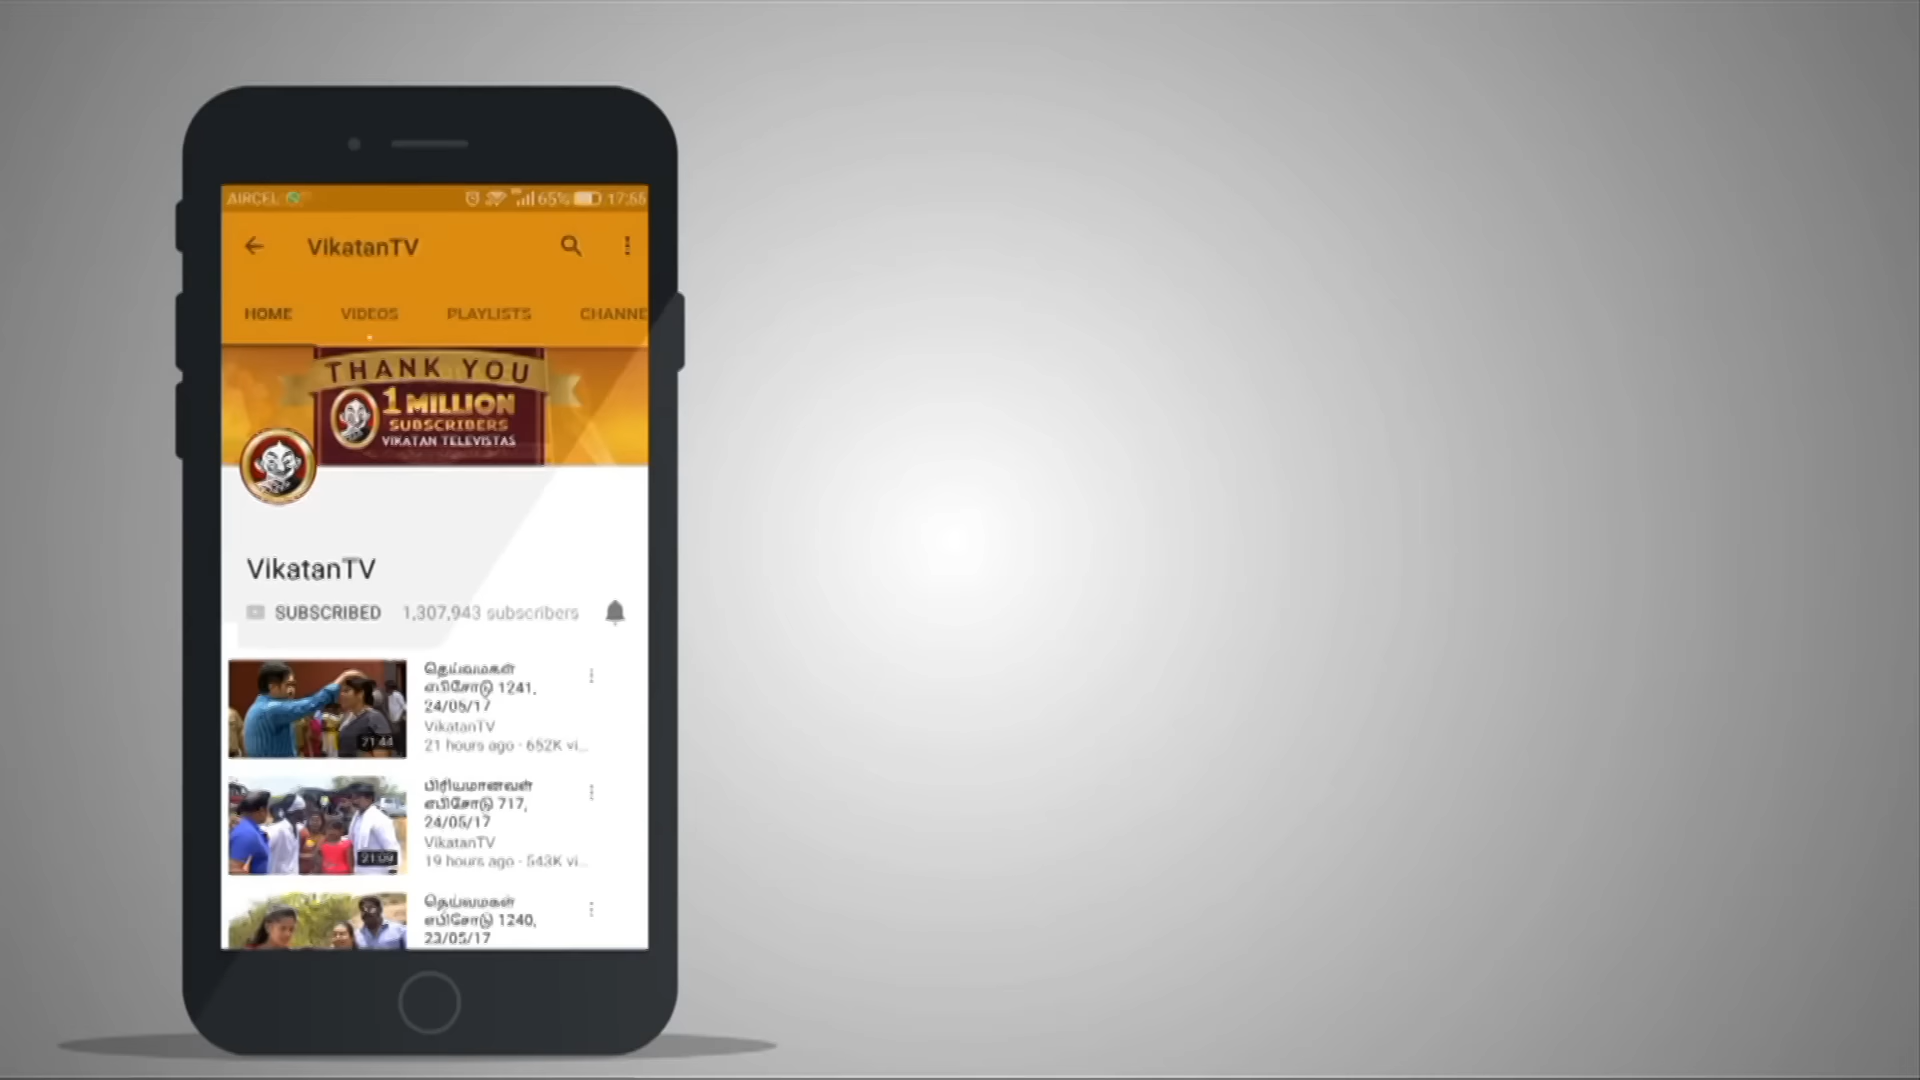 AIRCEL 65% 17:55
VikatanTV
HOME VIDEOS PLAYLISTS CHANNE
THANK YOU
1 MILLION
SUBSCRIBERS
VIKATAN TELEVISTAS
VikatanTV
SUBSCRIBED 1,307,943 subscribers
தெய்வமகள்
எபிசோடு 1241,
24/05/17
VikatanTV
21 hours ago · 652K vi...
21:44
பிரியமானவள்
எபிசோடு 717,
24/05/17
VikatanTV
19 hours ago · 543K vi...
21:09
தெய்வமகள்
எபிசோடு 1240,
23/05/17